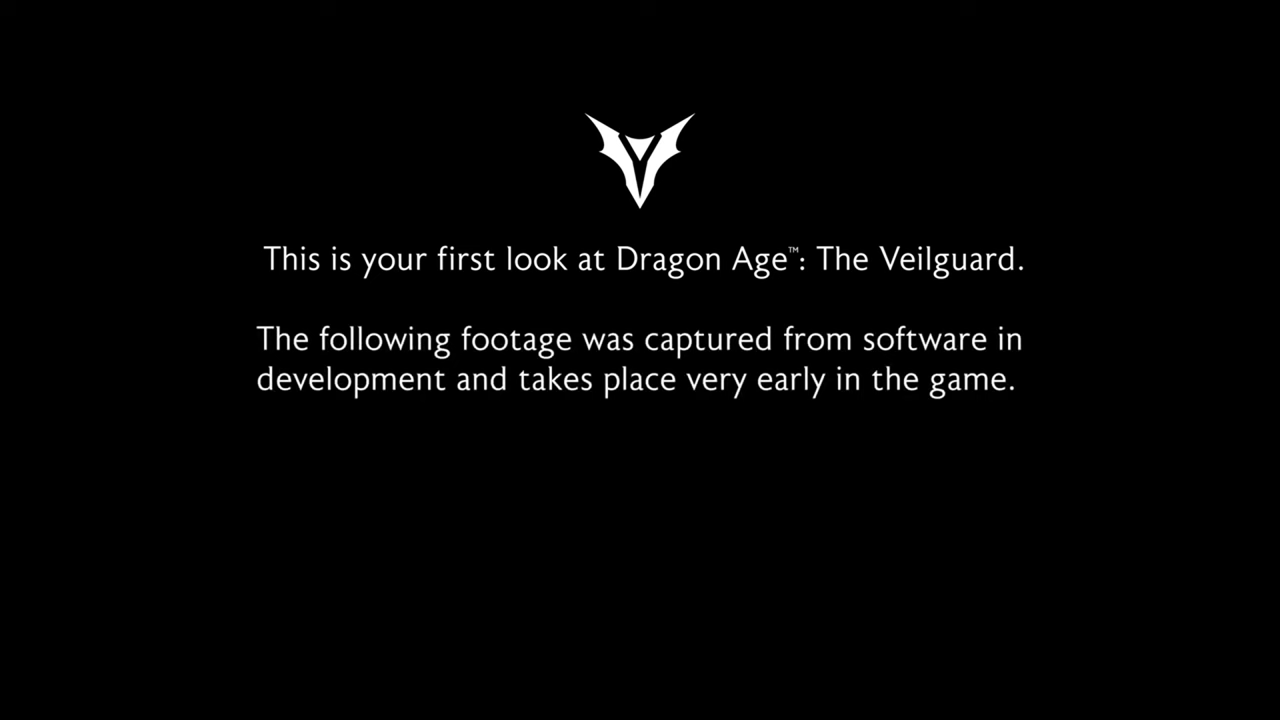 This is your first look at Dragon Age™: The Veilguard.
The following footage was captured from software in
development and takes place very early in the game.